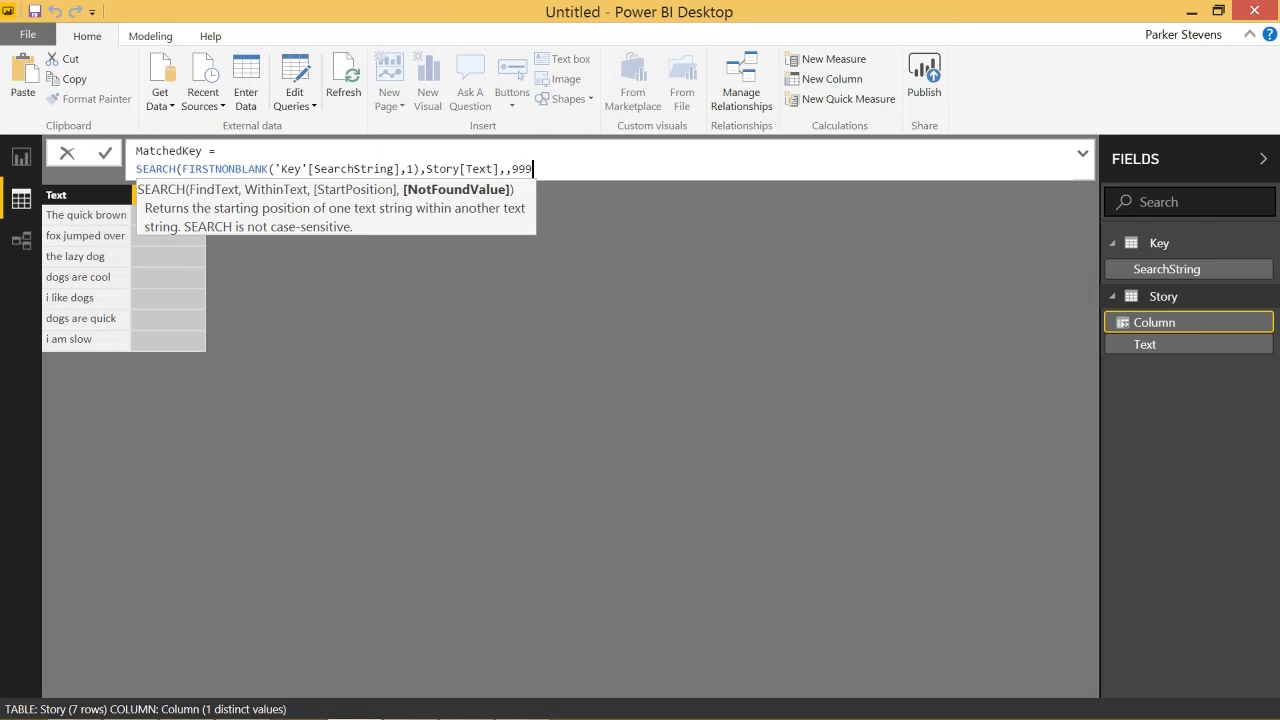 Untitled - Power BI Desktop
File
Home
Modeling
Help
Parker Stevens
Paste
Cut
Copy
Format Painter
Clipboard
Get Data
Recent Sources
Enter Data
Edit Queries
Refresh
External data
New Page
New Visual
Ask A Question
Buttons
Text box
Image
Shapes
Insert
From Marketplace
From File
Custom visuals
Manage Relationships
Relationships
New Measure
New Column
New Quick Measure
Calculations
Publish
Share
MatchedKey =
SEARCH(FIRSTNONBLANK('Key'[SearchString],1),Story[Text],,999
SEARCH(FindText, WithinText, [StartPosition], [NotFoundValue])
Returns the starting position of one text string within another text
string. SEARCH is not case-sensitive.
Text
The quick brown
fox jumped over
the lazy dog
dogs are cool
i like dogs
dogs are quick
i am slow
FIELDS
Search
Key
SearchString
Story
Column
Text
TABLE: Story (7 rows) COLUMN: Column (1 distinct values)